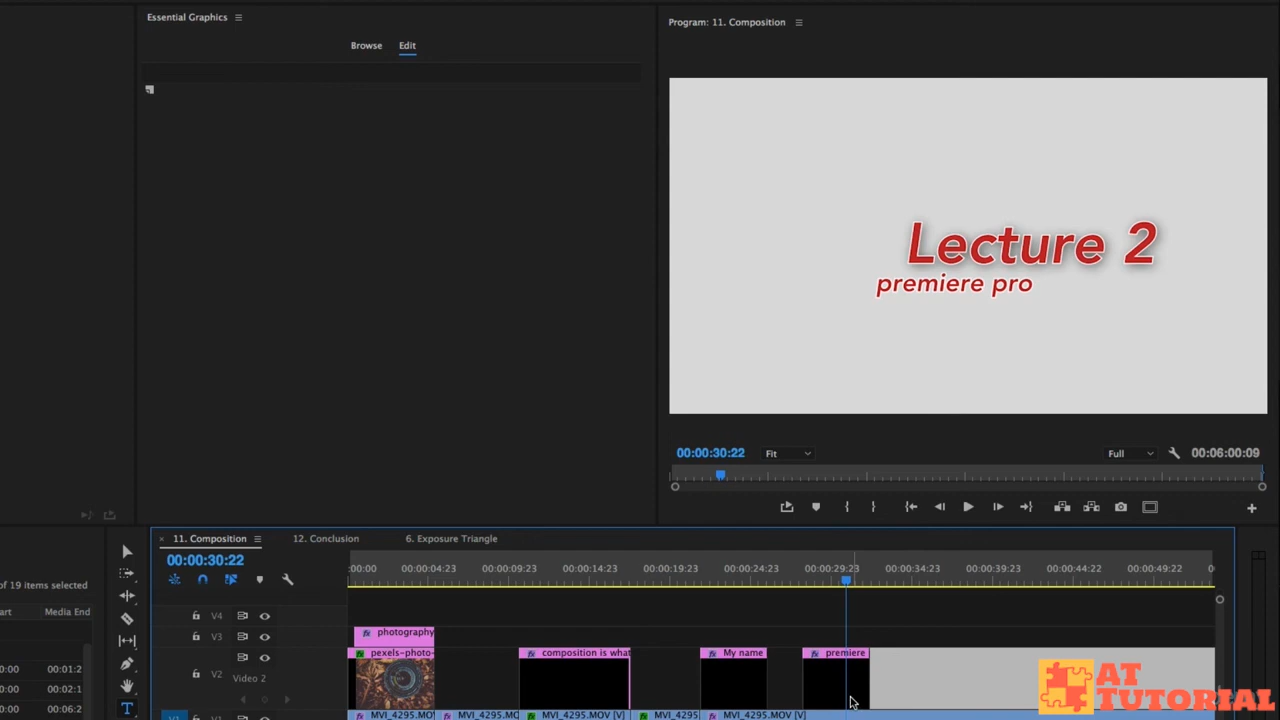 Essential Graphics
Browse
Edit
Program: 11. Composition
Lecture 2
premiere pro
00:00:30:22
Fit
Full
00:06:00:09
11. Composition
12. Conclusion
6. Exposure Triangle
00:00:30:22
:00:00 00:00:04:23 00:00:09:23 00:00:14:23 00:00:19:23 00:00:24:23 00:00:29:23 00:00:34:23 00:00:39:23 00:00:44:22 00:00:49:22
of 19 items selected
Media End
V4
V3
photography
pexels-photo-
composition is what
My name
premiere
V2
Video 2
:00 00:01:2
:00 00:02:1
:00 00:06:2
V1
MVI_4295.MO
MVI_4295.MO
MVI_4295.MOV [V]
MVI_4295
MVI_4295.MOV [V]
AT
TUTORIAL